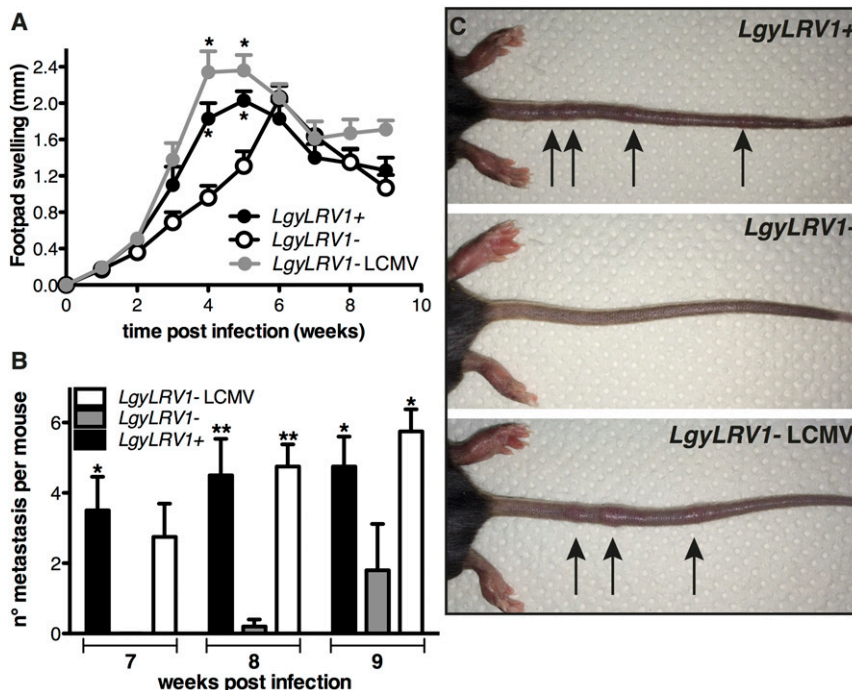 A
Footpad swelling (mm)
2.4
2.0
1.6
1.2
0.8
0.4
0.0
* *
* *
LgyLRV1+
LgyLRV1-
LgyLRV1- LCMV
0 2 4 6 8 10
time post infection (weeks)
B
n° metastasis per mouse
6
4
2
0
LgyLRV1- LCMV
LgyLRV1-
LgyLRV1+
* ** ** * *
7 8 9
weeks post infection
C
LgyLRV1+
LgyLRV1-
LgyLRV1- LCMV